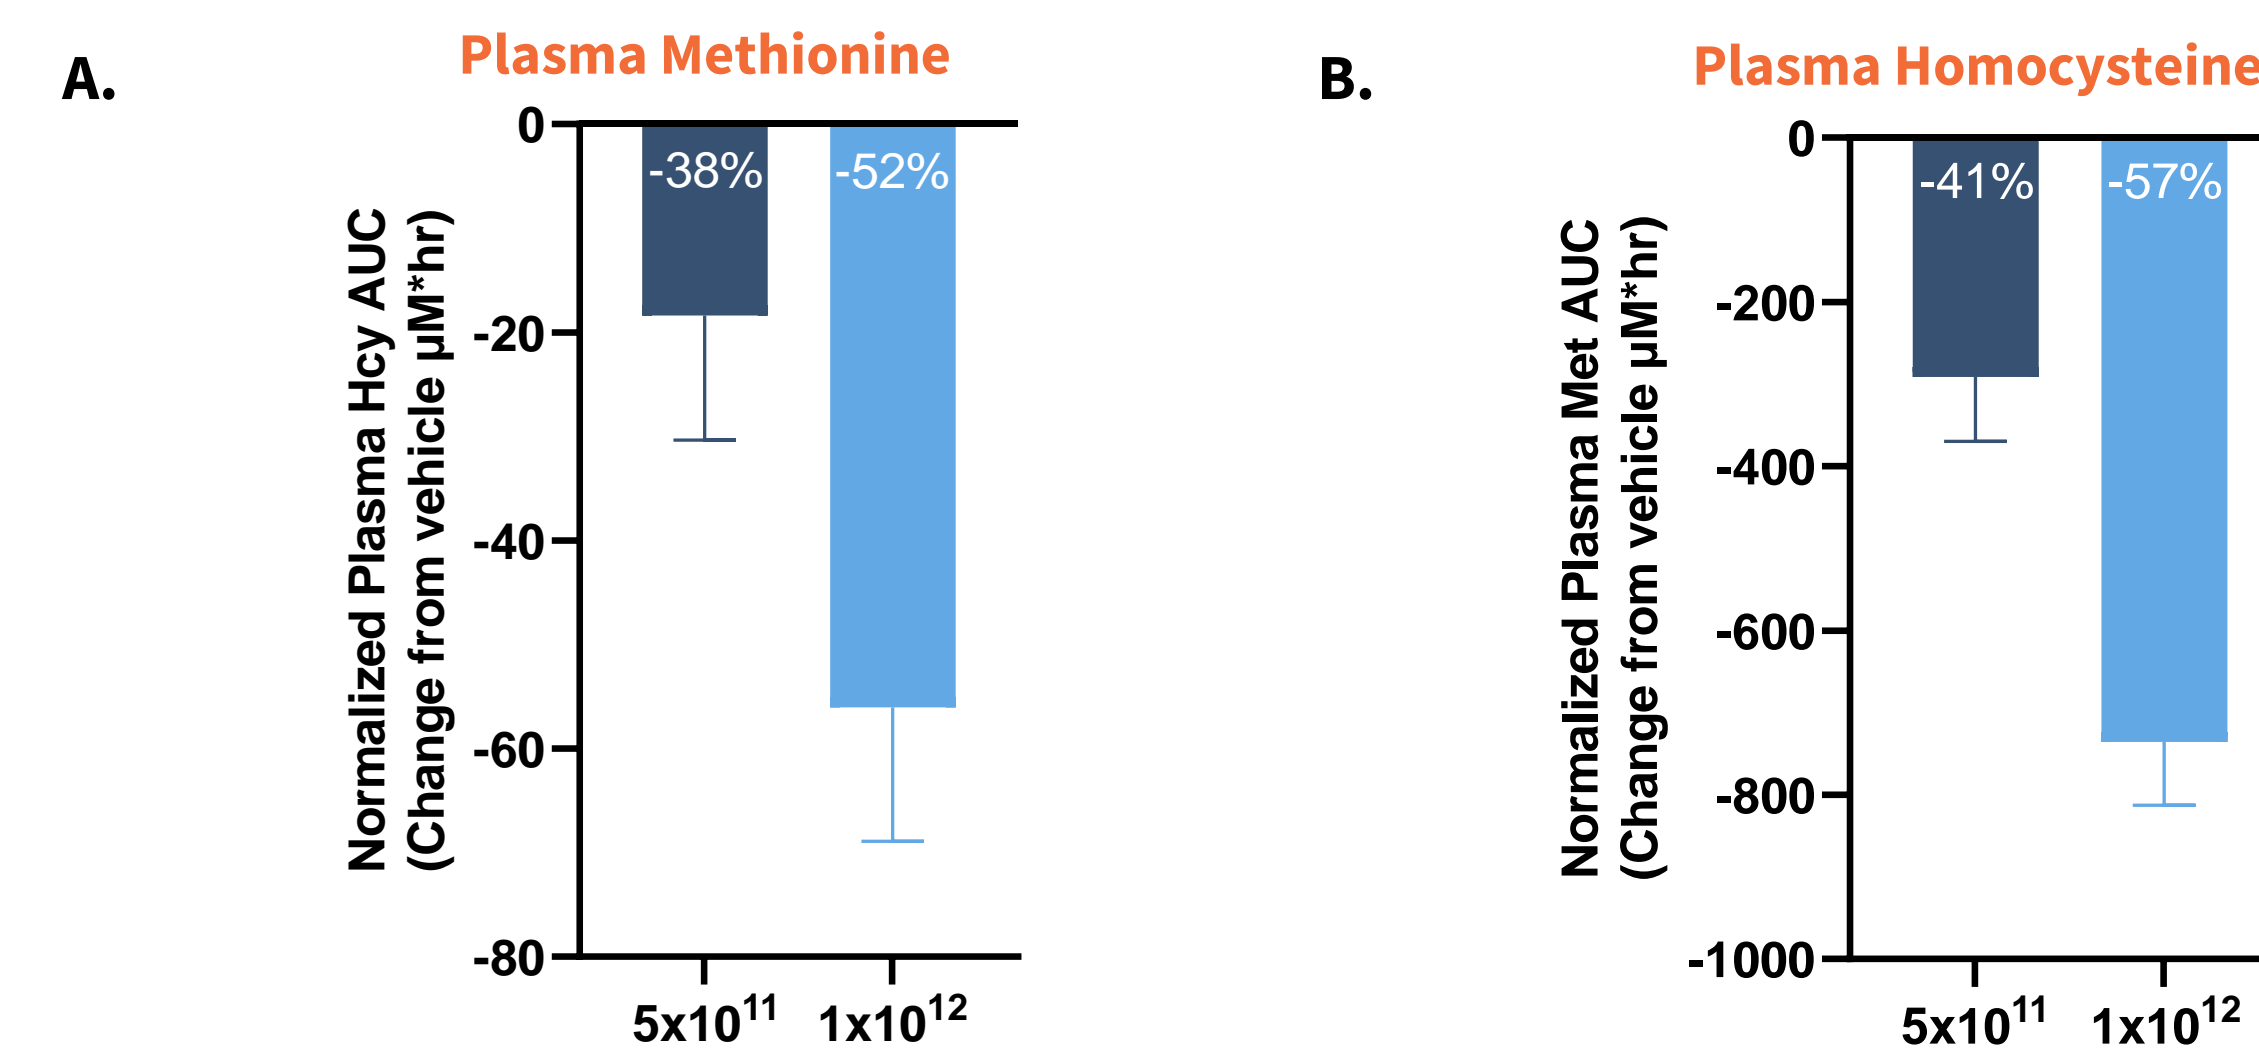 A.
Plasma Methionine
Normalized Plasma Hcy AUC
(Change from vehicle µM*hr)
0
-20
-40
-60
-80
-38%
-52%
5x10¹¹
1x10¹²
B.
Plasma Homocysteine
Normalized Plasma Met AUC
(Change from vehicle µM*hr)
0
-200
-400
-600
-800
-1000
-41%
-57%
5x10¹¹
1x10¹²